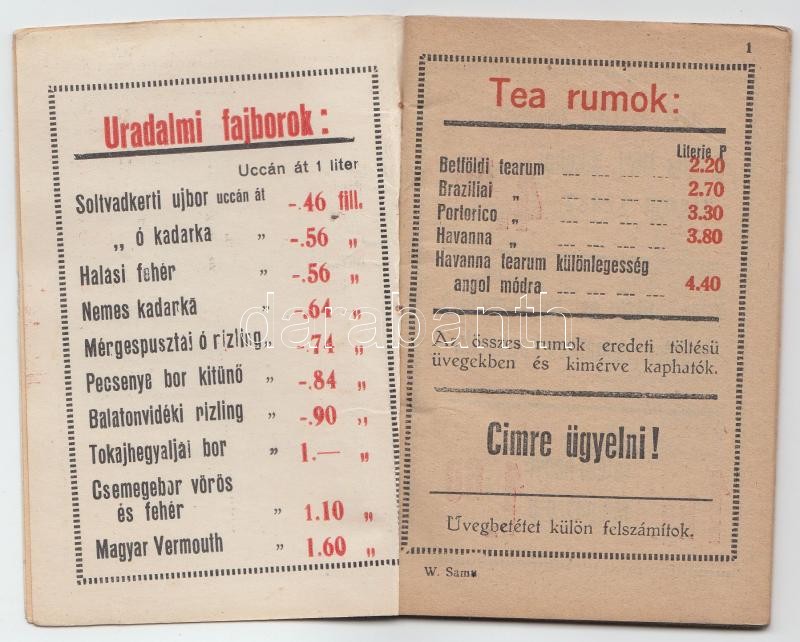 Uradalmi fajborok:
Uccán át 1 liter
Soltvadkerti ujbor uccán át -.46 fill.
„ ó kadarka „ -.56 „
Halasi fehér „ -.56 „
Nemes kadarka „ -.64 „
Mérgespusztai ó rizling „ -.74 „
Pecsenye bor kitünő „ -.84 „
Balatonvidéki rizling „ -.90 „
Tokajhegyaljai bor „ 1.— „
Csemegebor vörös
és fehér „ 1.10 „
Magyar Vermouth „ 1.60 „
1
Tea rumok:
Literje P
Belföldi tearum 2.20
Braziliai „ 2.70
Portorico „ 3.30
Havanna „ 3.80
Havanna tearum különlegesség
angol módra 4.40
Az összes rumok eredeti töltésü
üvegekben és kimérve kaphatók.
Cimre ügyelni!
Üvegbetétet külön felszámítok.
W. Samu
darabanth